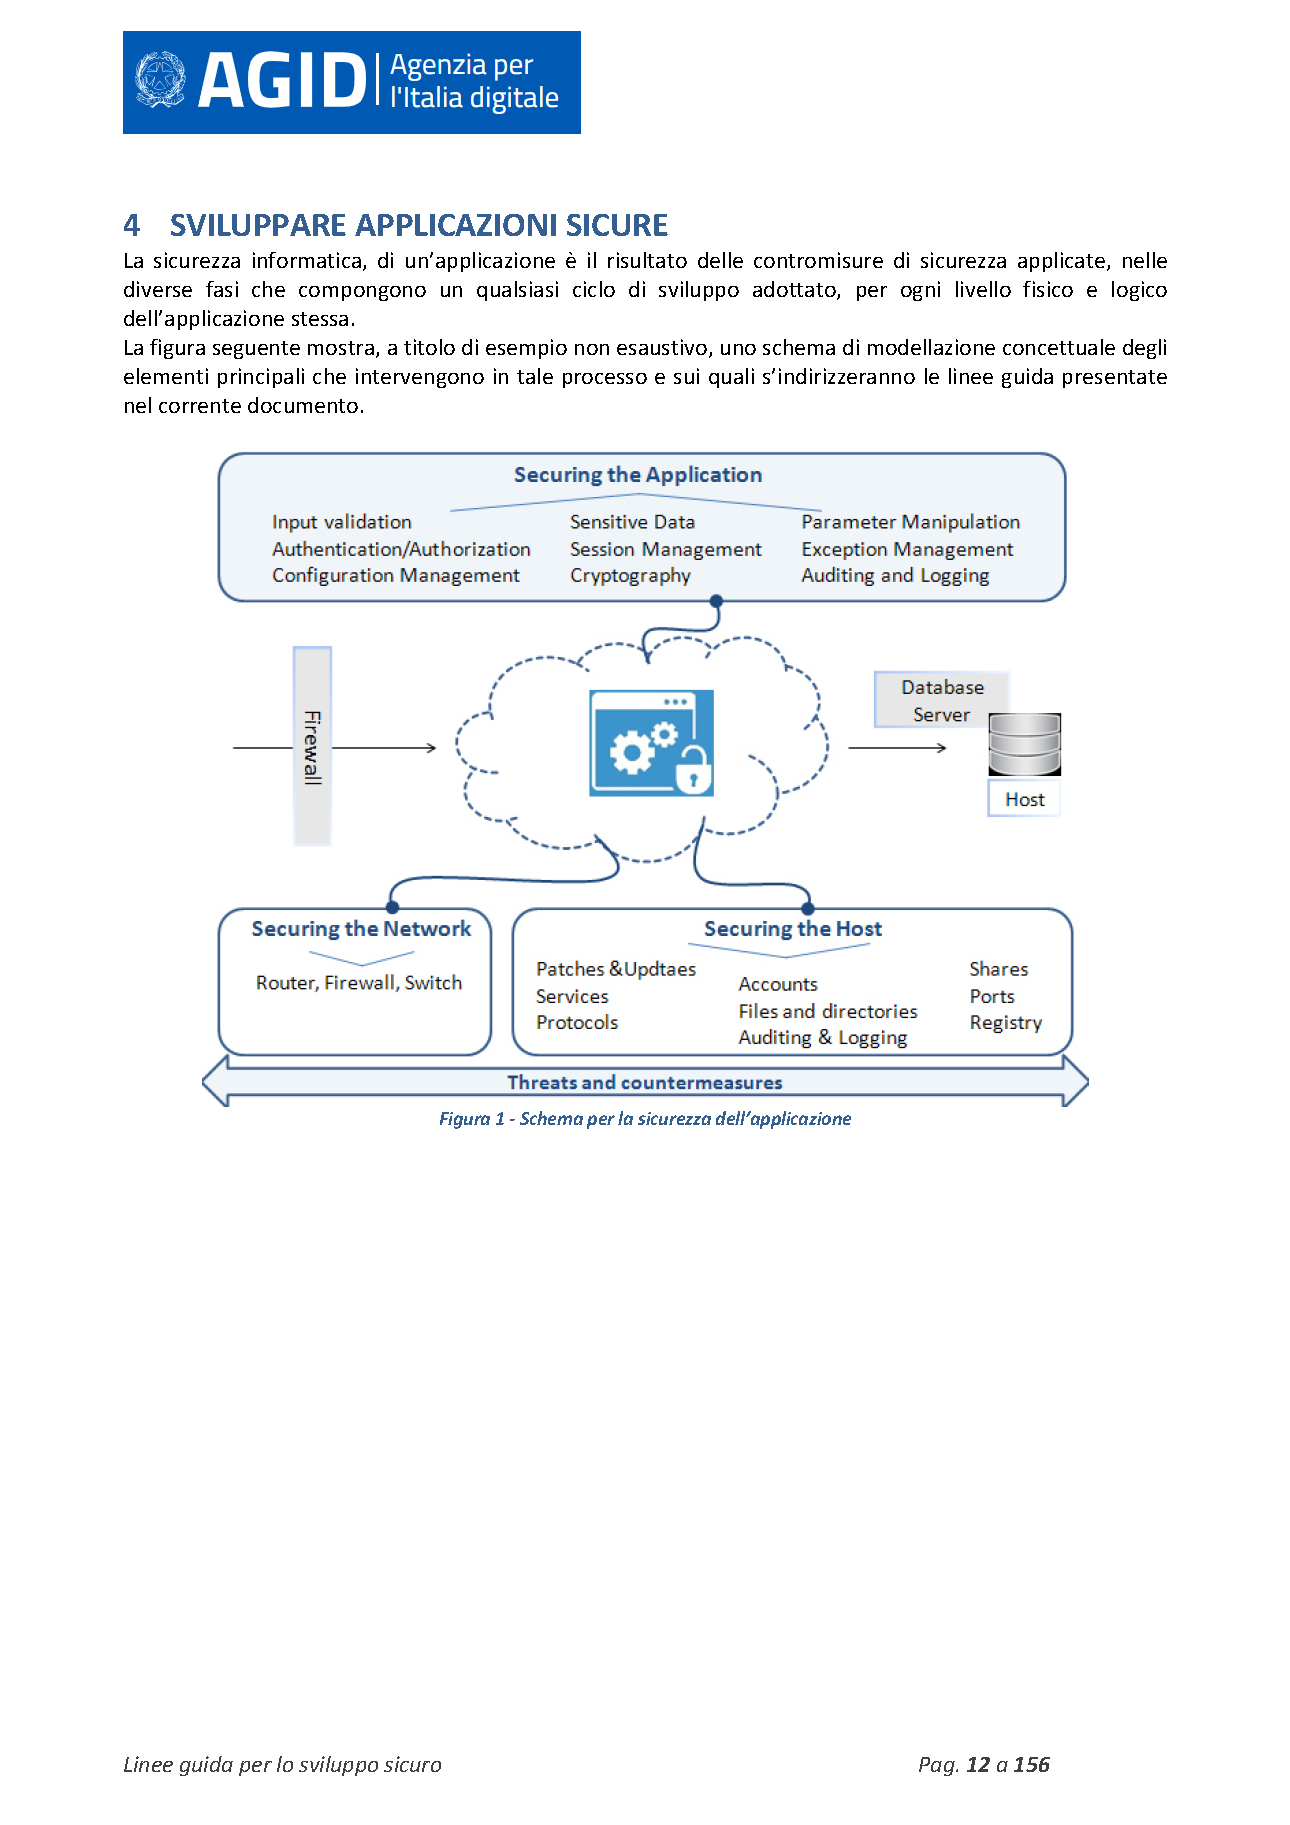 AGID Agenzia per
l'Italia digitale
4 SVILUPPARE APPLICAZIONI SICURE
La sicurezza informatica, di un'applicazione è il risultato delle contromisure di sicurezza applicate, nelle
diverse fasi che compongono un qualsiasi ciclo di sviluppo adottato, per ogni livello fisico e logico
dell'applicazione stessa.
La figura seguente mostra, a titolo di esempio non esaustivo, uno schema di modellazione concettuale degli
elementi principali che intervengono in tale processo e sui quali s'indirizzeranno le linee guida presentate
nel corrente documento.
Securing the Application
Input validation
Authentication/Authorization
Configuration Management
Sensitive Data
Session Management
Cryptography
Parameter Manipulation
Exception Management
Auditing and Logging
Firewall
Database
Server
Host
Securing the Network
Router, Firewall, Switch
Securing the Host
Patches &Updtaes
Services
Protocols
Accounts
Files and directories
Auditing & Logging
Shares
Ports
Registry
Threats and countermeasures
Figura 1 - Schema per la sicurezza dell'applicazione
Linee guida per lo sviluppo sicuro Pag. 12 a 156